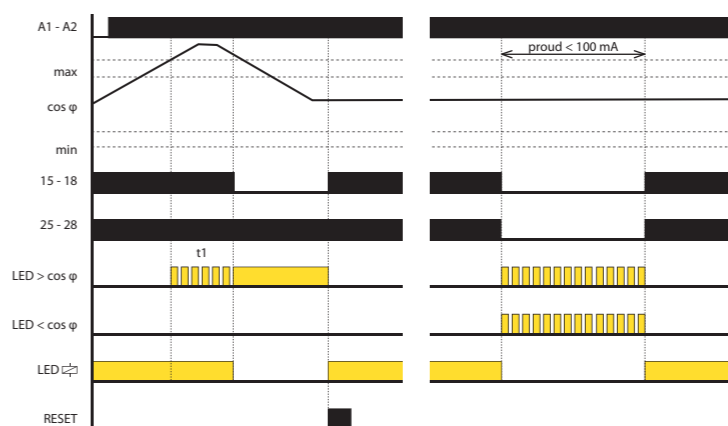 A1 - A2
proud < 100 mA
max
cos φ
min
15 - 18
25 - 28
t1
LED > cos φ
LED < cos φ
LED
RESET